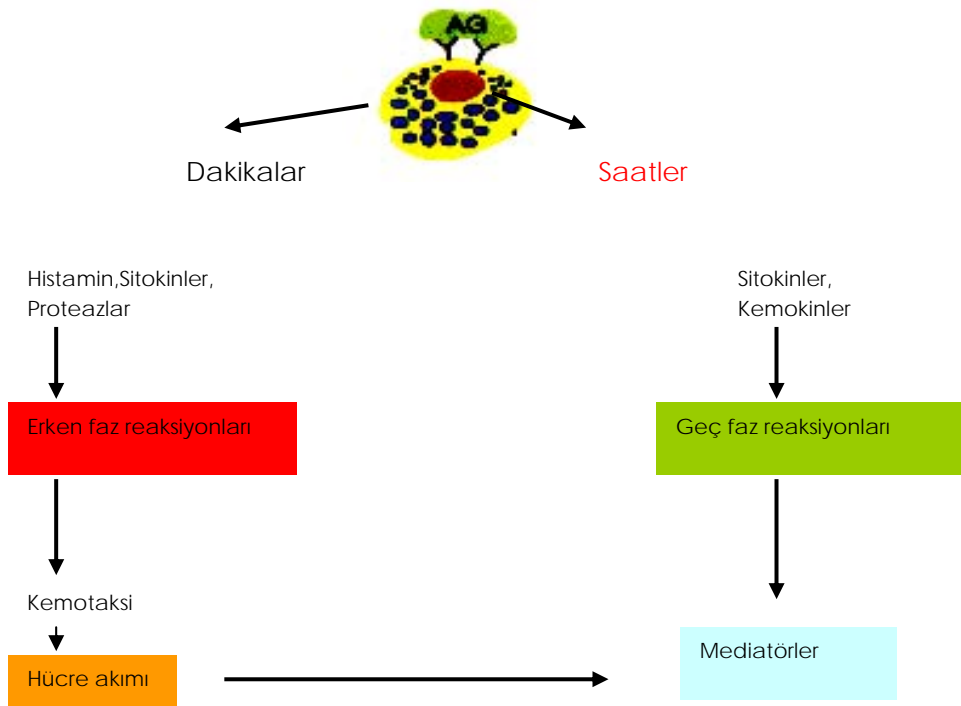 AG
Dakikalar
Saatler
Histamin,Sitokinler,
Proteazlar
Sitokinler,
Kemokinler
Erken faz reaksiyonları
Geç faz reaksiyonları
Kemotaksi
Hücre akımı
Mediatörler